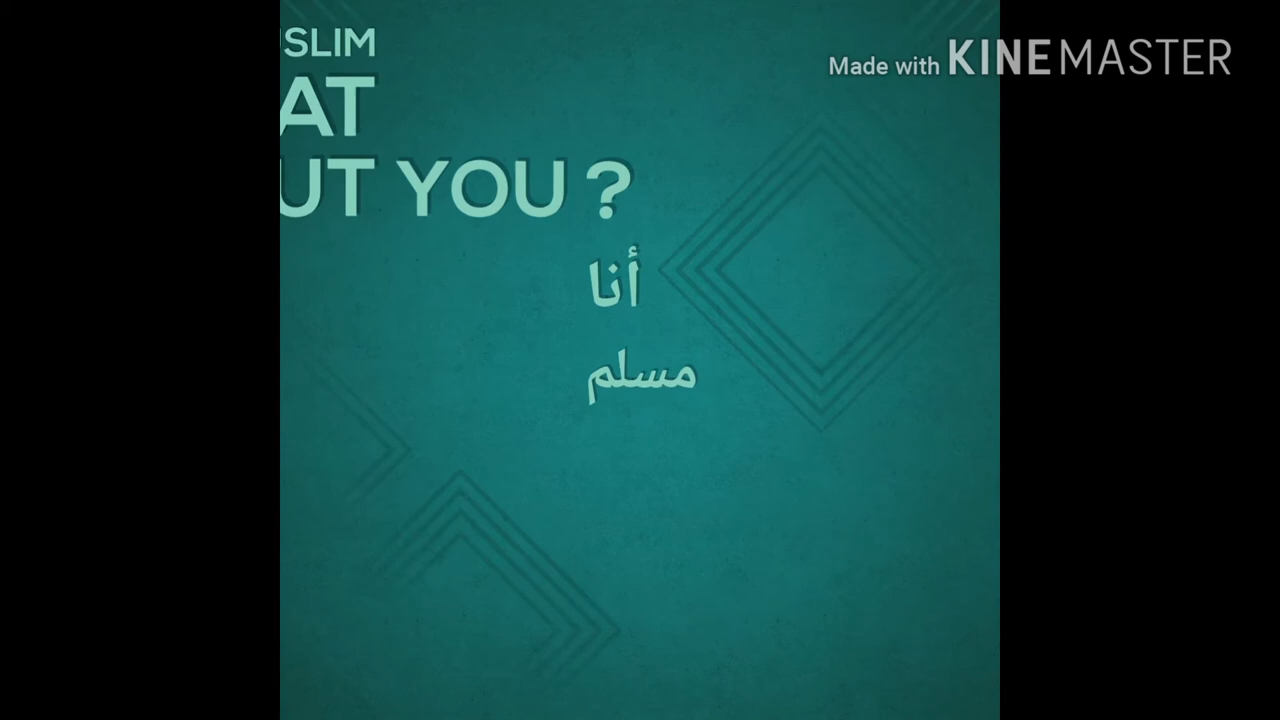 SLIM
Made with KINEMASTER
AT
UT YOU ?
أنا
مسلم